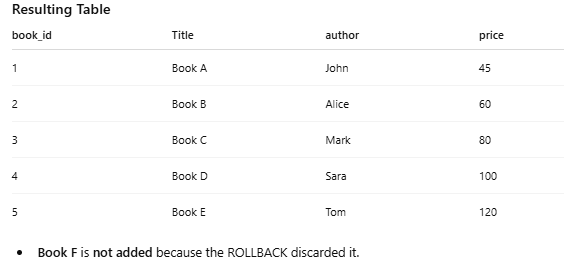 Resulting Table
book_id Title author price
1 Book A John 45
2 Book B Alice 60
3 Book C Mark 80
4 Book D Sara 100
5 Book E Tom 120
• Book F is not added because the ROLLBACK discarded it.